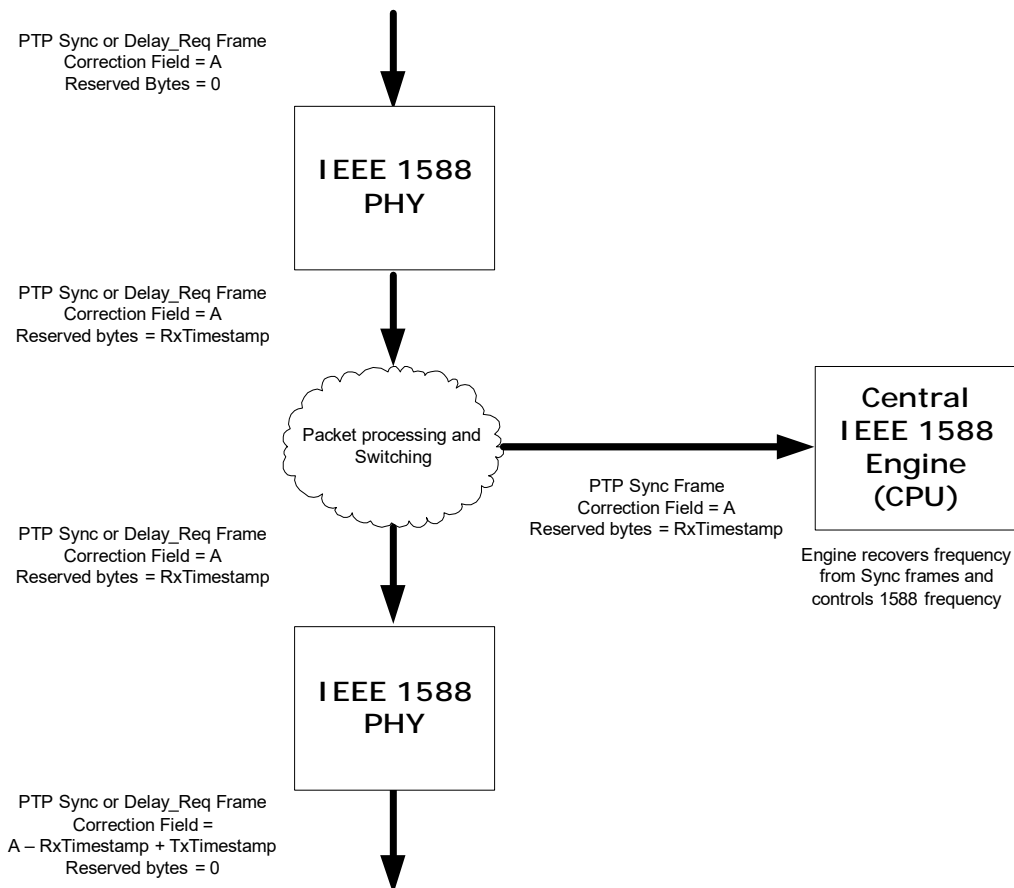 PTP Sync or Delay_Req Frame
Correction Field = A
Reserved Bytes = 0
IEEE 1588
PHY
PTP Sync or Delay_Req Frame
Correction Field = A
Reserved bytes = RxTimestamp
Packet processing and
Switching
Central
IEEE 1588
Engine
(CPU)
PTP Sync Frame
Correction Field = A
Reserved bytes = RxTimestamp
Engine recovers frequency
from Sync frames and
controls 1588 frequency
PTP Sync or Delay_Req Frame
Correction Field = A
Reserved bytes = RxTimestamp
IEEE 1588
PHY
PTP Sync or Delay_Req Frame
Correction Field =
A – RxTimestamp + TxTimestamp
Reserved bytes = 0